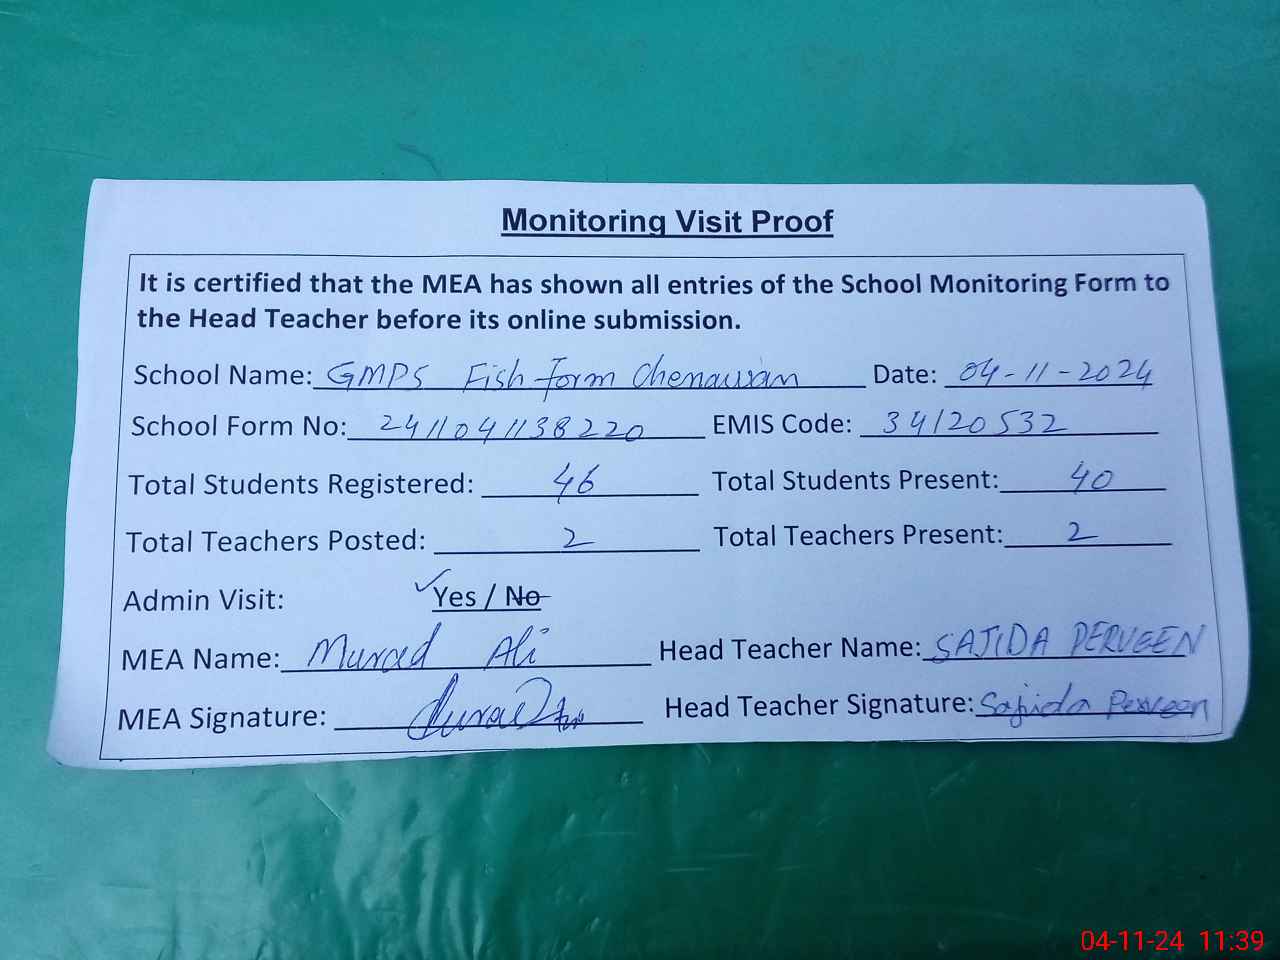 Monitoring Visit Proof
It is certified that the MEA has shown all entries of the School Monitoring Form to
the Head Teacher before its online submission.
School Name: GMPS Fish Form Chenawan Date: 04-11-2024
School Form No: 2411041138220 EMIS Code: 34120532
Total Students Registered: 46 Total Students Present: 40
Total Teachers Posted: 2 Total Teachers Present: 2
Admin Visit: Yes / No
MEA Name: Muraed Ali Head Teacher Name: SAJIDA PERVEEN
MEA Signature: Head Teacher Signature: Sajida Perveen
04-11-24 11:39